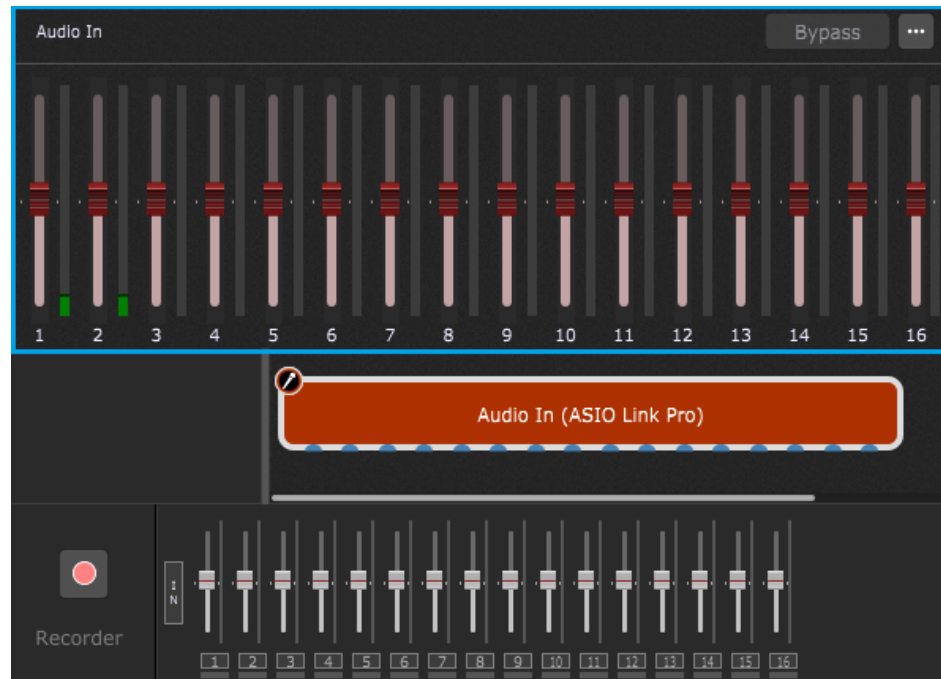 Audio In
Bypass
1 2 3 4 5 6 7 8 9 10 11 12 13 14 15 16
Audio In (ASIO Link Pro)
IN
Recorder
1 2 3 4 5 6 7 8 9 10 11 12 13 14 15 16